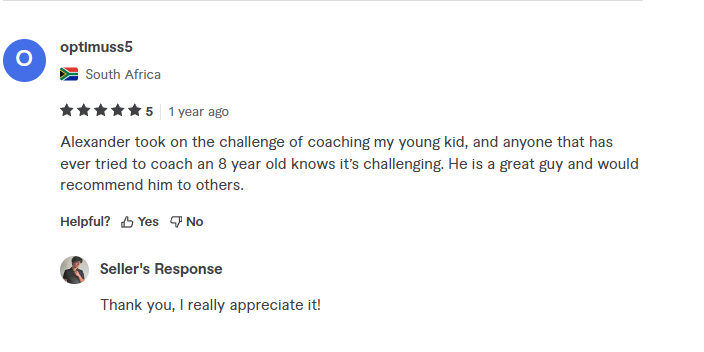 O
optimuss5
South Africa
5 1 year ago
Alexander took on the challenge of coaching my young kid, and anyone that has
ever tried to coach an 8 year old knows it's challenging. He is a great guy and would
recommend him to others.
Helpful? Yes No
Seller's Response
Thank you, I really appreciate it!